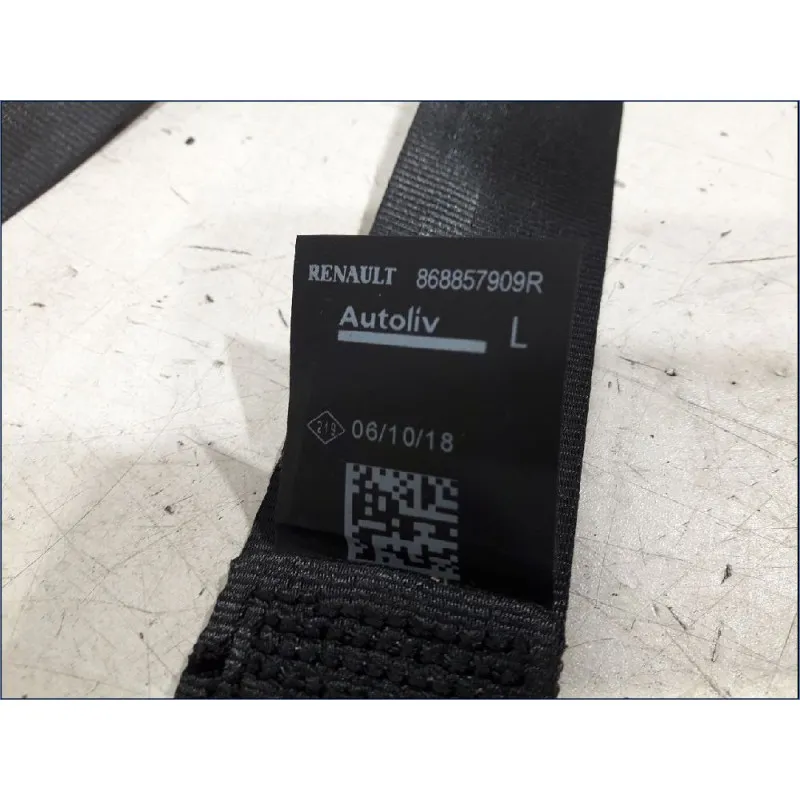 RENAULT 868857909R
Autoliv L
219 06/10/18